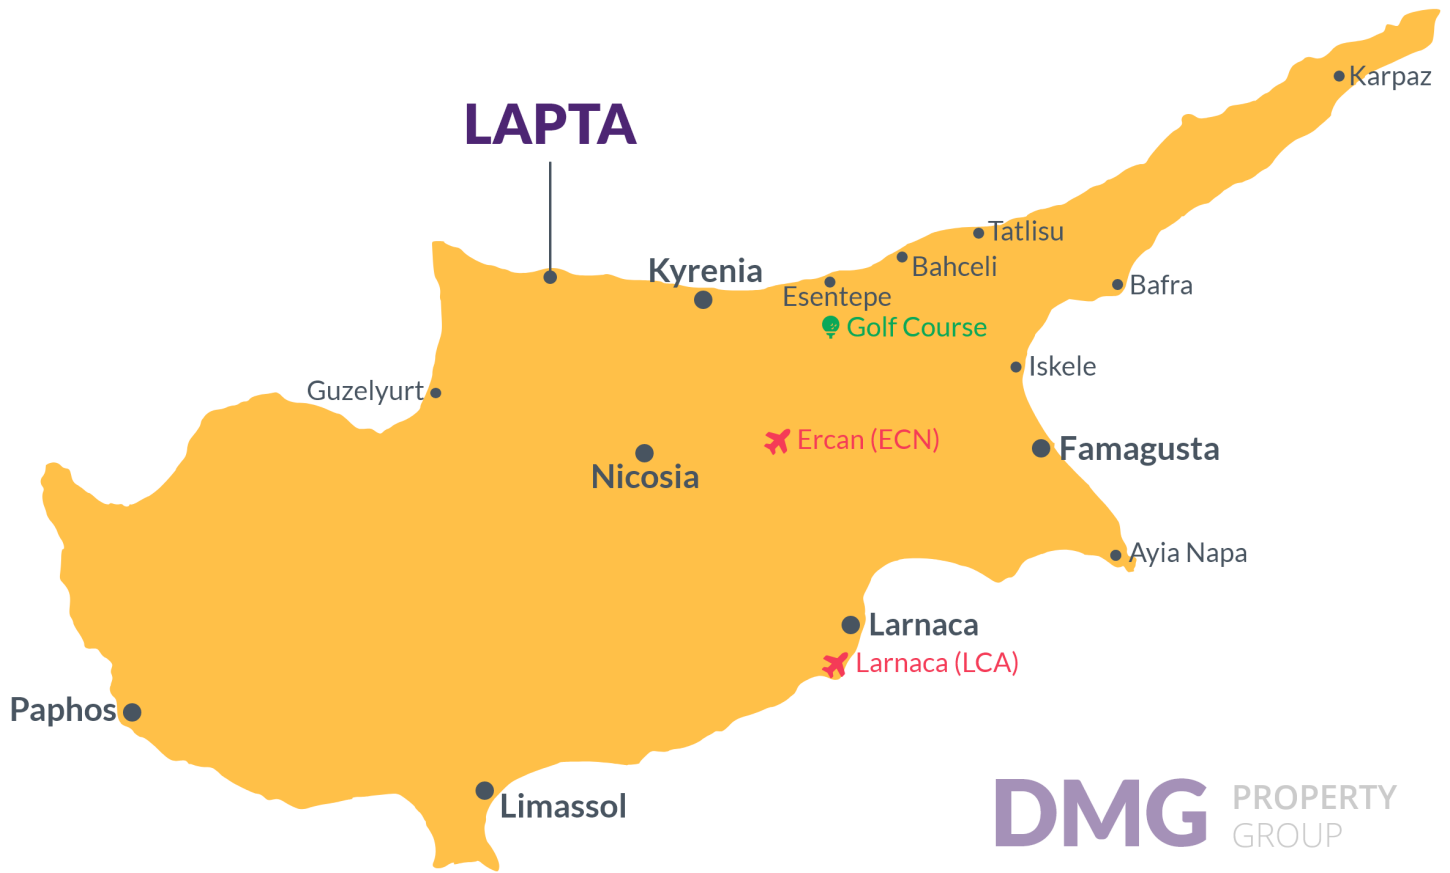 Karpaz
LAPTA
Tatlisu
Kyrenia
Bahceli
Esentepe
Bafra
Golf Course
Iskele
Guzelyurt
Ercan (ECN)
Famagusta
Nicosia
Ayia Napa
Larnaca
Larnaca (LCA)
Paphos
Limassol
DMG PROPERTY
GROUP